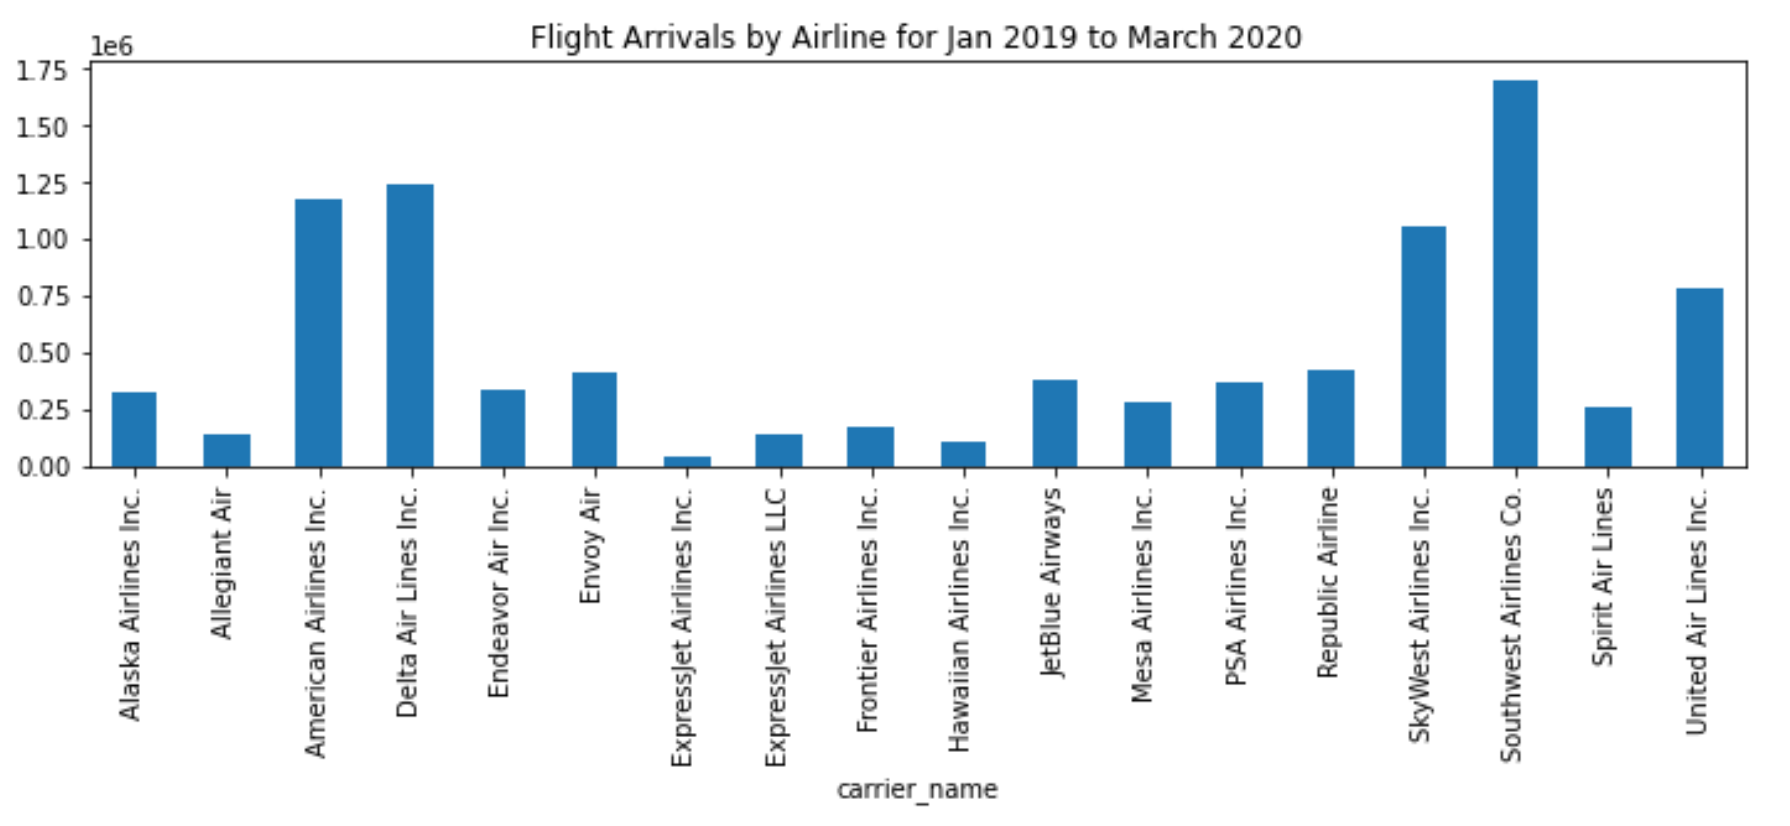 Flight Arrivals by Airline for Jan 2019 to March 2020
1e6
1.75
1.50
1.25
1.00
0.75
0.50
0.25
0.00
Alaska Airlines Inc.
Allegiant Air
American Airlines Inc.
Delta Air Lines Inc.
Endeavor Air Inc.
Envoy Air
ExpressJet Airlines Inc.
ExpressJet Airlines LLC
Frontier Airlines Inc.
Hawaiian Airlines Inc.
JetBlue Airways
Mesa Airlines Inc.
PSA Airlines Inc.
Republic Airline
SkyWest Airlines Inc.
Southwest Airlines Co.
Spirit Air Lines
United Air Lines Inc.
carrier_name